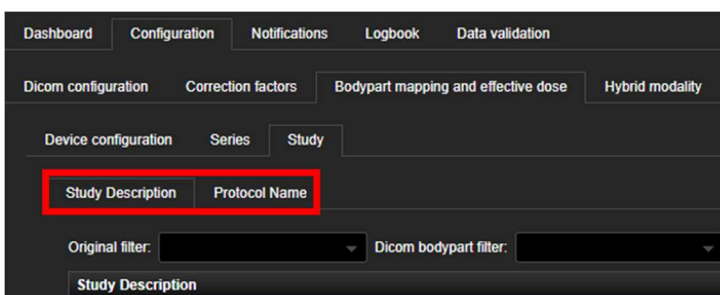 Dashboard Configuration Notifications Logbook Data validation
Dicom configuration Correction factors Bodypart mapping and effective dose Hybrid modality
Device configuration Series Study
Study Description Protocol Name
Original filter: Dicom bodypart filter:
Study Description